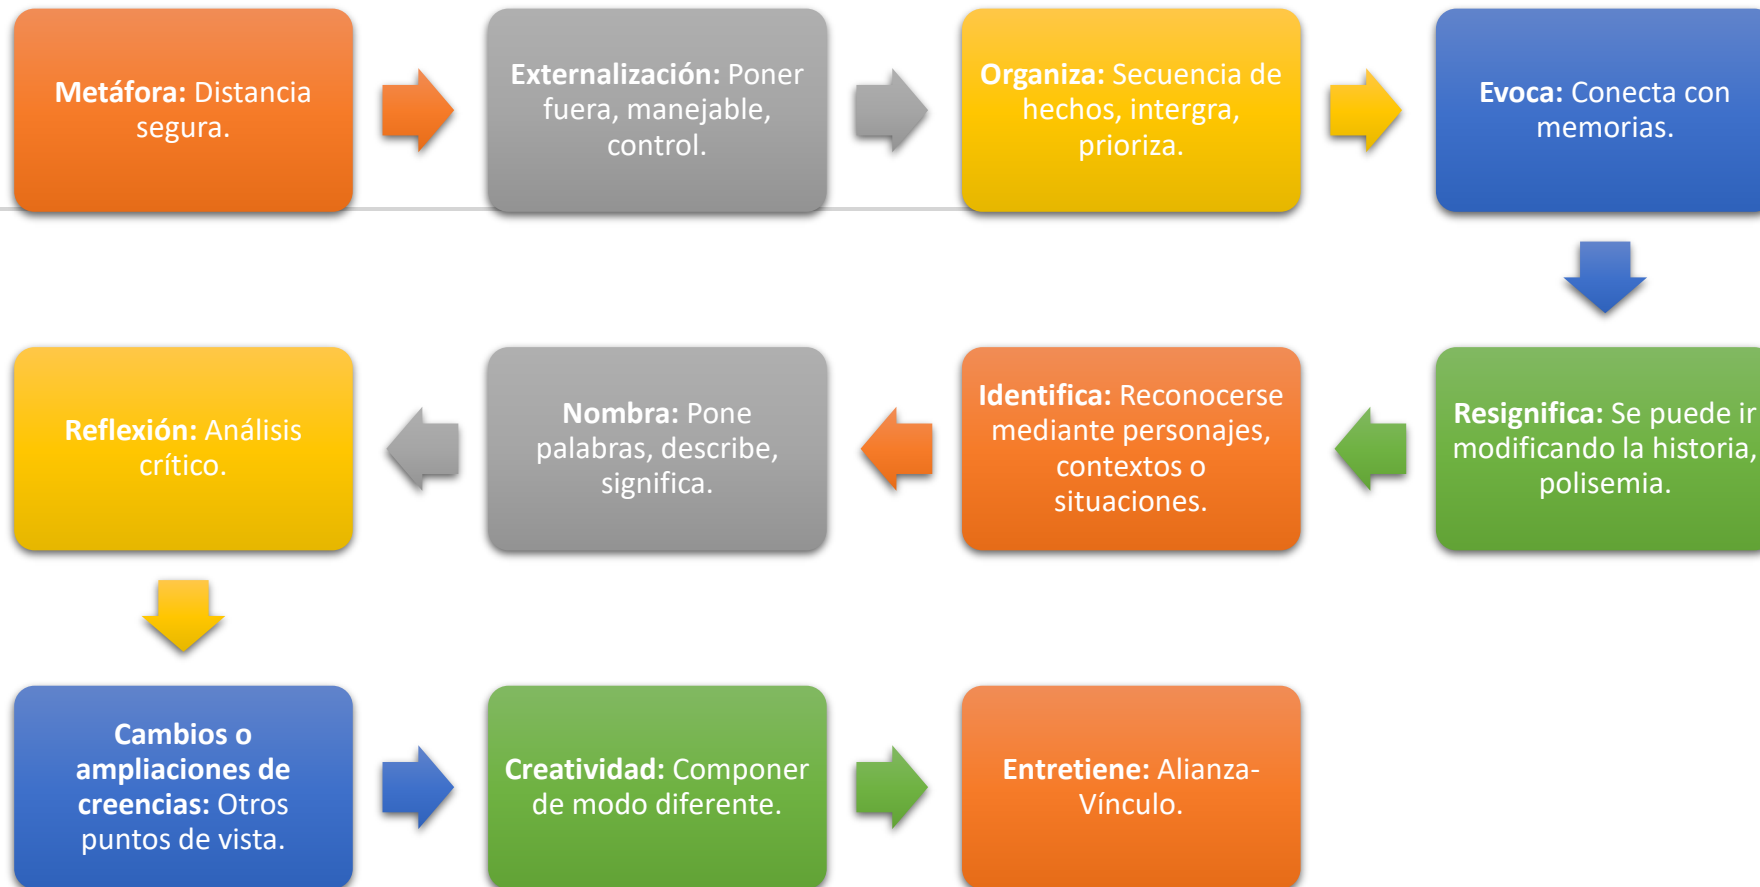 Metáfora: Distancia
segura.
Externalización: Poner
fuera, manejable,
control.
Organiza: Secuencia de
hechos, intergra,
prioriza.
Evoca: Conecta con
memorias.
Resignifica: Se puede ir
modificando la historia,
polisemia.
Identifica: Reconocerse
mediante personajes,
contextos o
situaciones.
Nombra: Pone
palabras, describe,
significa.
Reflexión: Análisis
crítico.
Cambios o
ampliaciones de
creencias: Otros
puntos de vista.
Creatividad: Componer
de modo diferente.
Entretiene: Alianza-
Vínculo.